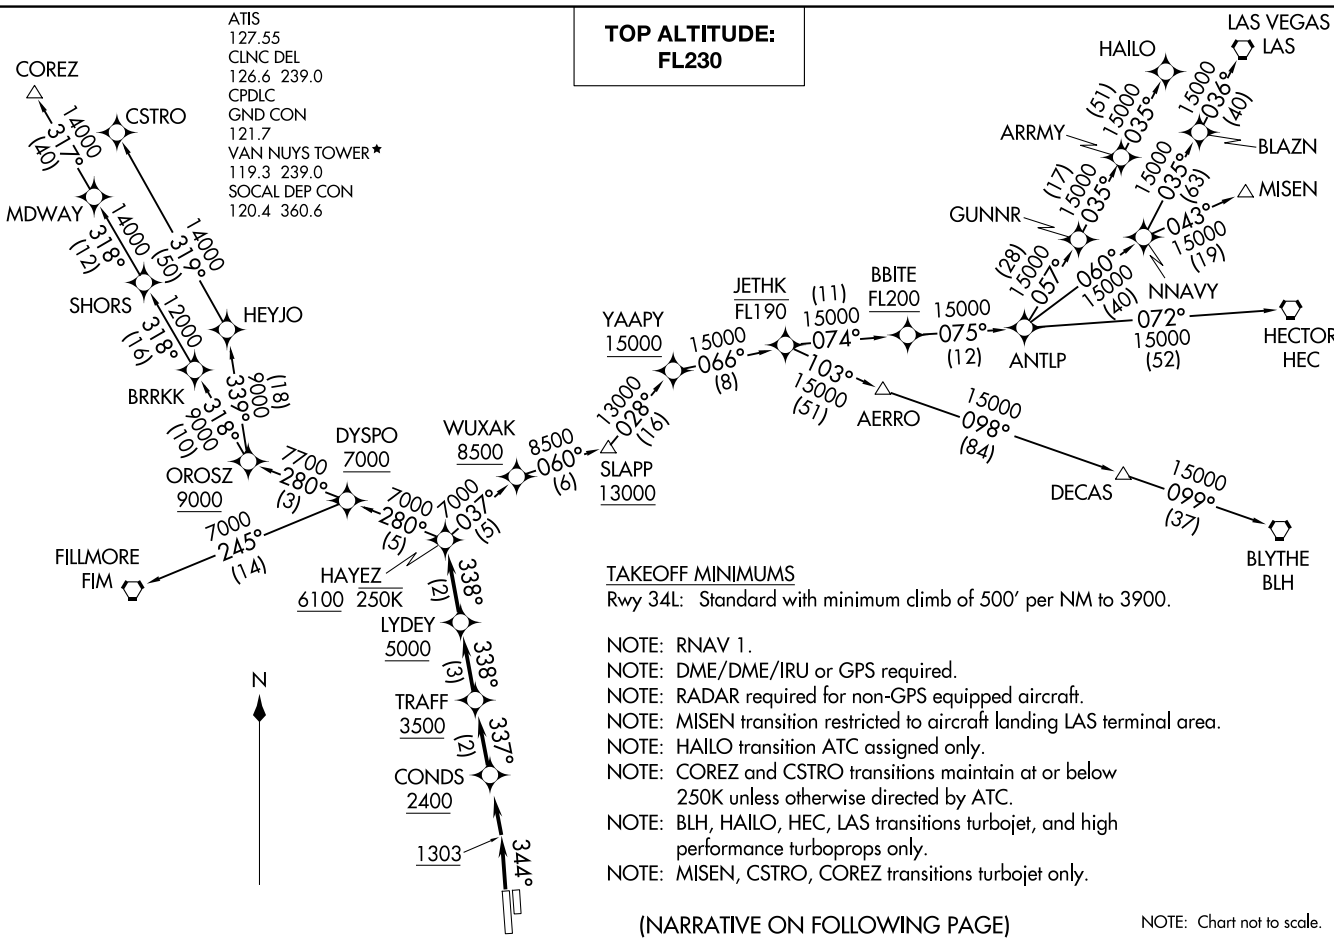 ATIS
127.55
CLNC DEL
126.6 239.0
CPDLC
GND CON
121.7
VAN NUYS TOWER★
119.3 239.0
SOCAL DEP CON
120.4 360.6
TOP ALTITUDE:
FL230
COREZ
14000
317°
(40)
CSTRO
MDWAY
14000
318°
(12)
14000
319°
(50)
SHORS
12000
318°
(16)
HEYJO
BRRKK
9000
318°
(10)
(18)
9000
339°
OROSZ
9000
7700
280°
(3)
DYSPO
7000
7000
245°
(14)
FILLMORE
FIM
7000
280°
(5)
HAYEZ
6100 250K
7000
037°
(5)
WUXAK
8500
8500
060°
(6)
SLAPP
13000
13000
028°
(16)
YAAPY
15000
15000
066°
(8)
JETHK
FL190
(11)
15000
074°
BBITE
FL200
15000
075°
(12)
ANTLP
103°
15000
(51)
AERRO
15000
098°
(84)
DECAS
15000
099°
(37)
BLYTHE
BLH
(28)
15000
057°
GUNNR
(17)
15000
035°
ARRMY
(51)
15000
035°
HAILO
060°
15000
(40)
NNAVY
15000
035°
(63)
BLAZN
15000
036°
(40)
LAS VEGAS
LAS
043°
15000
(19)
MISEN
072°
15000
(52)
HECTOR
HEC
338°
(2)
LYDEY
5000
338°
(3)
TRAFF
3500
337°
(2)
CONDS
2400
1303
344°
N
TAKEOFF MINIMUMS
Rwy 34L: Standard with minimum climb of 500' per NM to 3900.
NOTE: RNAV 1.
NOTE: DME/DME/IRU or GPS required.
NOTE: RADAR required for non-GPS equipped aircraft.
NOTE: MISEN transition restricted to aircraft landing LAS terminal area.
NOTE: HAILO transition ATC assigned only.
NOTE: COREZ and CSTRO transitions maintain at or below
250K unless otherwise directed by ATC.
NOTE: BLH, HAILO, HEC, LAS transitions turbojet, and high
performance turboprops only.
NOTE: MISEN, CSTRO, COREZ transitions turbojet only.
(NARRATIVE ON FOLLOWING PAGE)
NOTE: Chart not to scale.